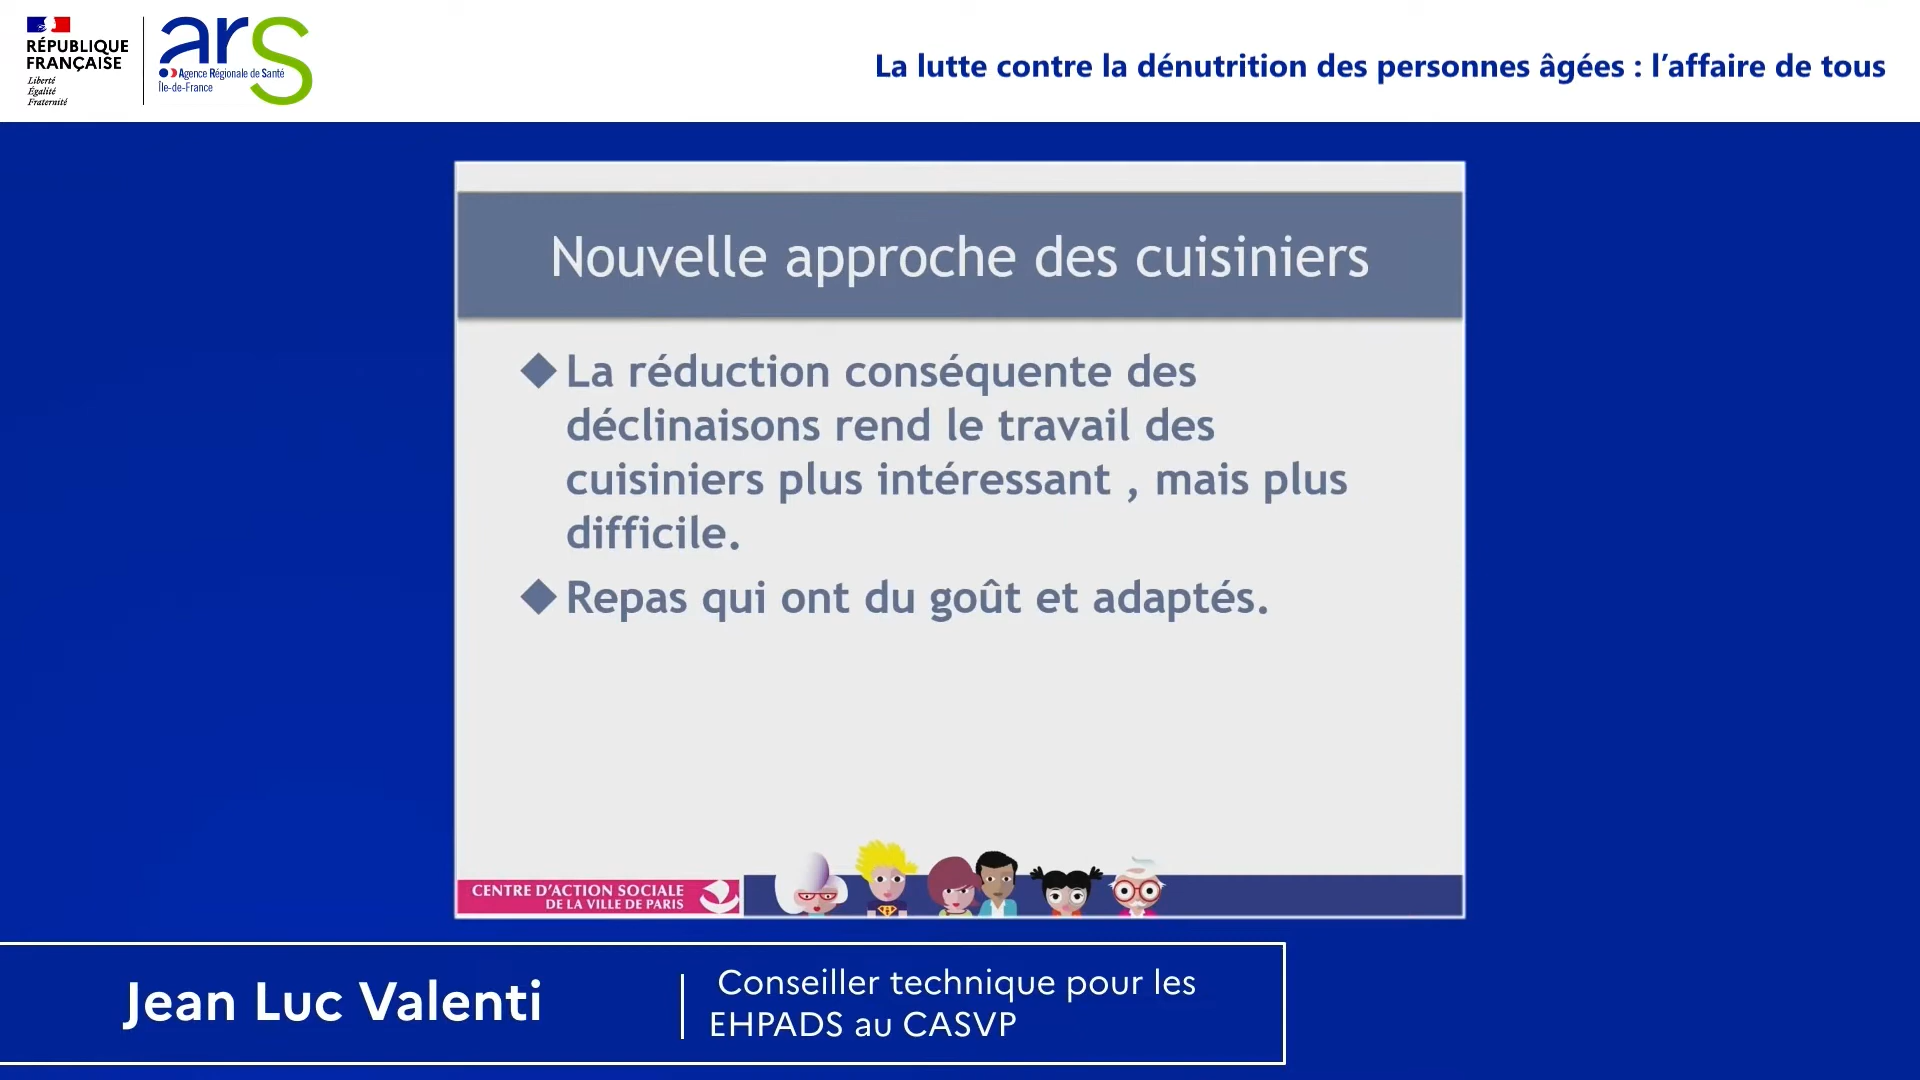 RÉPUBLIQUE
FRANÇAISE
Liberté
Égalité
Fraternité
ars
Agence Régionale de Santé
Île-de-France
La lutte contre la dénutrition des personnes âgées : l'affaire de tous
Nouvelle approche des cuisiniers
La réduction conséquente des
déclinaisons rend le travail des
cuisiniers plus intéressant , mais plus
difficile.
Repas qui ont du goût et adaptés.
CENTRE D'ACTION SOCIALE
DE LA VILLE DE PARIS
Jean Luc Valenti
Conseiller technique pour les
EHPADS au CASVP